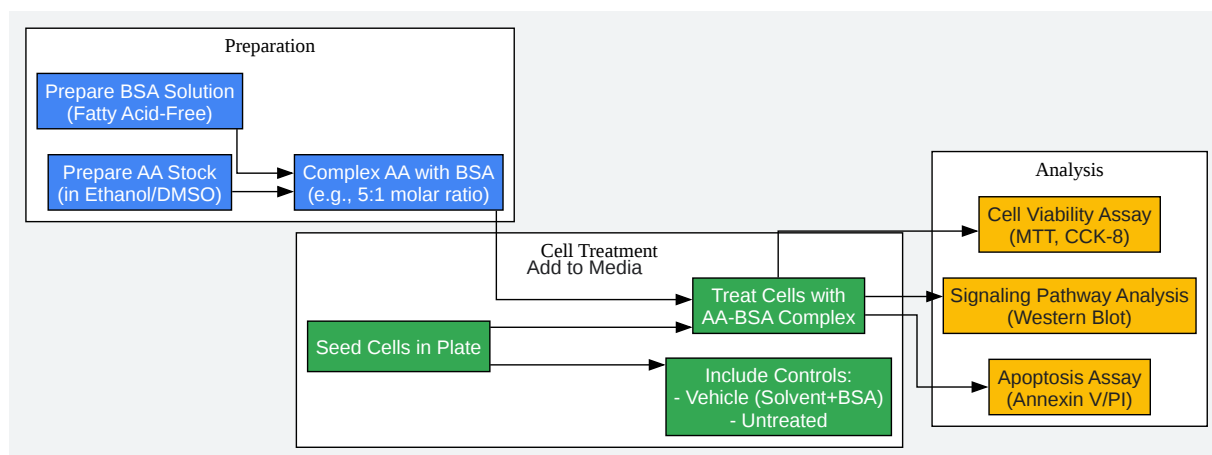 Preparation
Prepare BSA Solution
(Fatty Acid-Free)
Prepare AA Stock
(in Ethanol/DMSO)
Complex AA with BSA
(e.g., 5:1 molar ratio)
Cell Treatment
Add to Media
Treat Cells with
AA-BSA Complex
Seed Cells in Plate
Include Controls:
- Vehicle (Solvent+BSA)
- Untreated
Analysis
Cell Viability Assay
(MTT, CCK-8)
Signaling Pathway Analysis
(Western Blot)
Apoptosis Assay
(Annexin V/PI)